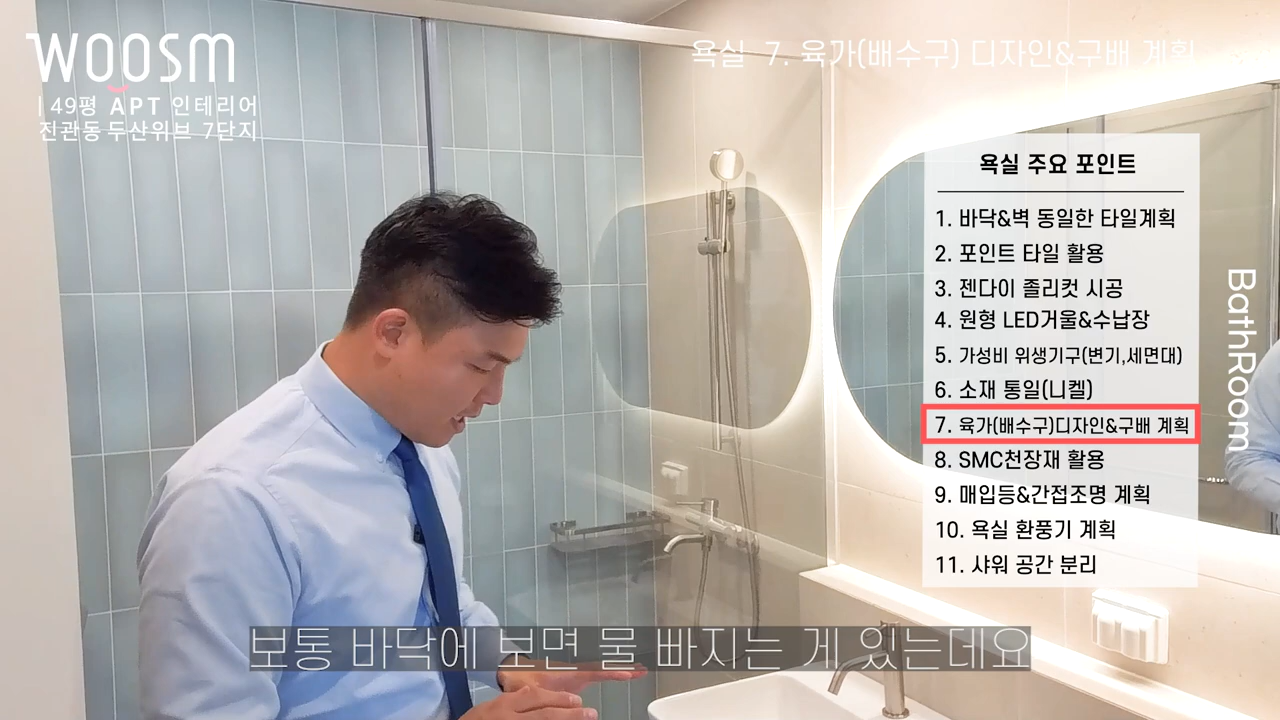 WOOSM
| 49평 APT 인테리어
진관동 두산위브 7단지
욕실 7. 육가(배수구) 디자인&구배 계획
욕실 주요 포인트
1. 바닥&벽 동일한 타일계획
2. 포인트 타일 활용
3. 젠다이 졸리컷 시공
4. 원형 LED거울&수납장
5. 가성비 위생기구(변기,세면대)
6. 소재 통일(니켈)
7. 육가(배수구)디자인&구배 계획
8. SMC천장재 활용
9. 매입등&간접조명 계획
10. 욕실 환풍기 계획
11. 샤워 공간 분리
BathRoom
보통 바닥에 보면 물 빠지는 게 있는데요